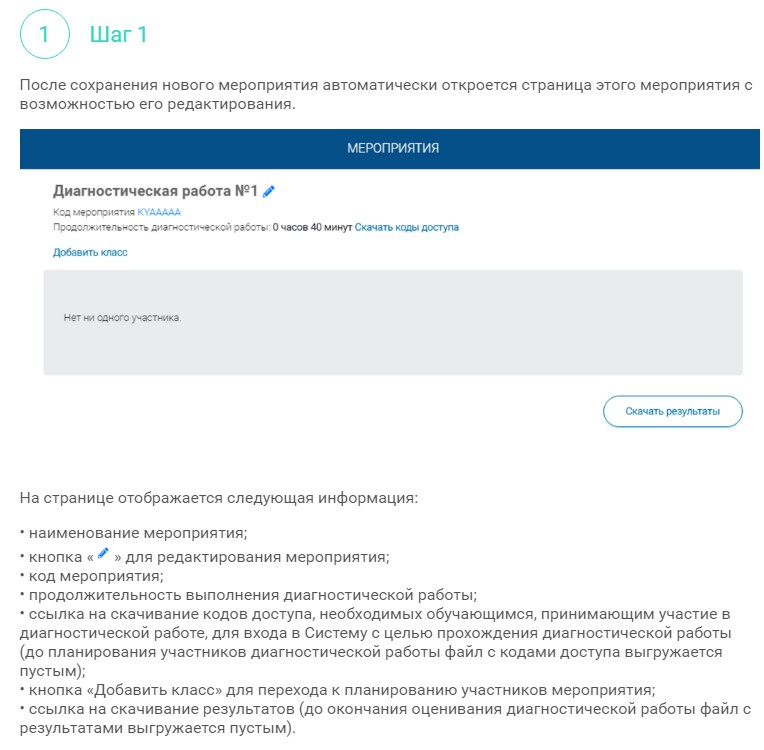 1 Шаг 1
После сохранения нового мероприятия автоматически откроется страница этого мероприятия с
возможностью его редактирования.
МЕРОПРИЯТИЯ
Диагностическая работа №1
Код мероприятия KYAAAAA
Продолжительность диагностической работы: 0 часов 40 минут Скачать коды доступа
Добавить класс
Нет ни одного участника.
Скачать результаты
На странице отображается следующая информация:
• наименование мероприятия;
• кнопка « » для редактирования мероприятия;
• код мероприятия;
• продолжительность выполнения диагностической работы;
• ссылка на скачивание кодов доступа, необходимых обучающимся, принимающим участие в
диагностической работе, для входа в Систему с целью прохождения диагностической работы
(до планирования участников диагностической работы файл с кодами доступа выгружается
пустым);
• кнопка «Добавить класс» для перехода к планированию участников мероприятия;
• ссылка на скачивание результатов (до окончания оценивания диагностической работы файл с
результатами выгружается пустым).